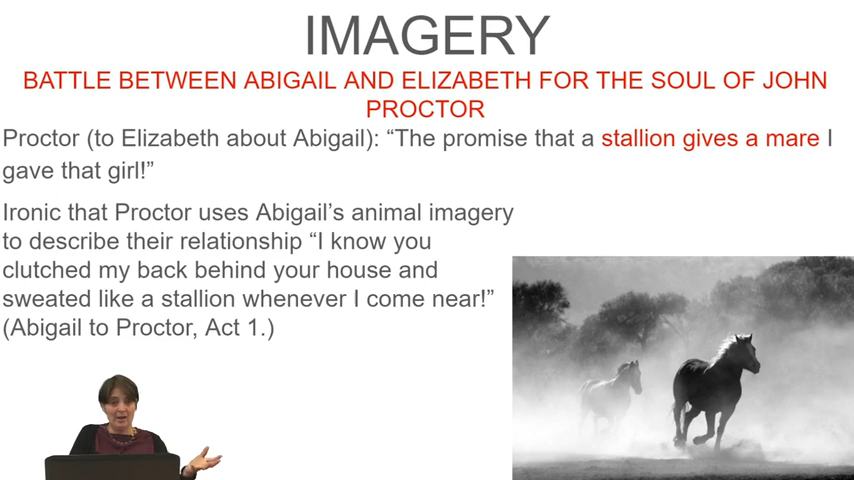 IMAGERY
BATTLE BETWEEN ABIGAIL AND ELIZABETH FOR THE SOUL OF JOHN
PROCTOR
Proctor (to Elizabeth about Abigail): “The promise that a stallion gives a mare I
gave that girl!”
Ironic that Proctor uses Abigail’s animal imagery
to describe their relationship “I know you
clutched my back behind your house and
sweated like a stallion whenever I come near!”
(Abigail to Proctor, Act 1.)